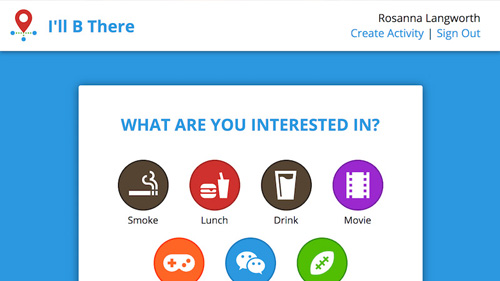 I'll B There
Rosanna Langworth
Create Activity | Sign Out
WHAT ARE YOU INTERESTED IN?
Smoke Lunch Drink Movie